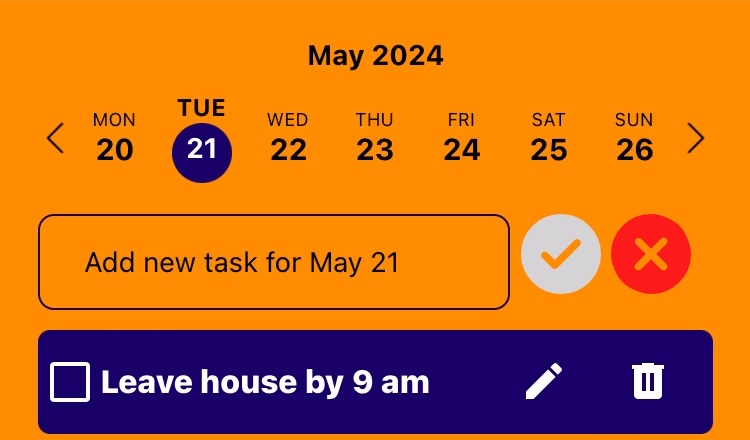 May 2024
MON TUE WED THU FRI SAT SUN
20 21 22 23 24 25 26
Add new task for May 21
Leave house by 9 am